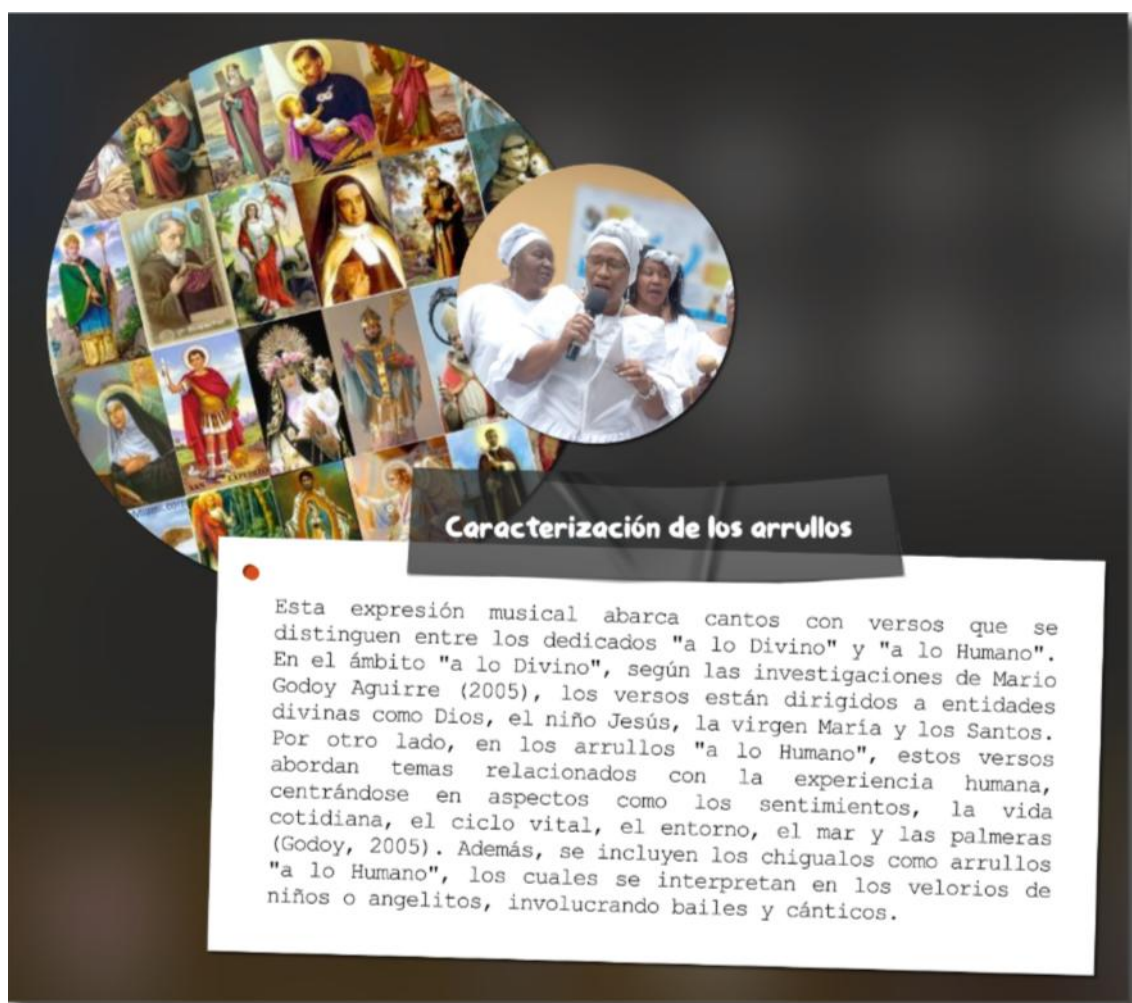 SAN EXPEDITO
Caracterización de los arrullos
Esta expresión musical abarca cantos con versos que se
distinguen entre los dedicados "a lo Divino" y "a lo Humano".
En el ámbito "a lo Divino", según las investigaciones de Mario
Godoy Aguirre (2005), los versos están dirigidos a entidades
divinas como Dios, el niño Jesús, la virgen María y los Santos.
Por otro lado, en los arrullos "a lo Humano", estos versos
abordan temas relacionados con la experiencia humana,
centrándose en aspectos como los sentimientos, la vida
cotidiana, el ciclo vital, el entorno, el mar y las palmeras
(Godoy, 2005). Además, se incluyen los chigualos como arrullos
"a lo Humano", los cuales se interpretan en los velorios de
niños o angelitos, involucrando bailes y cánticos.